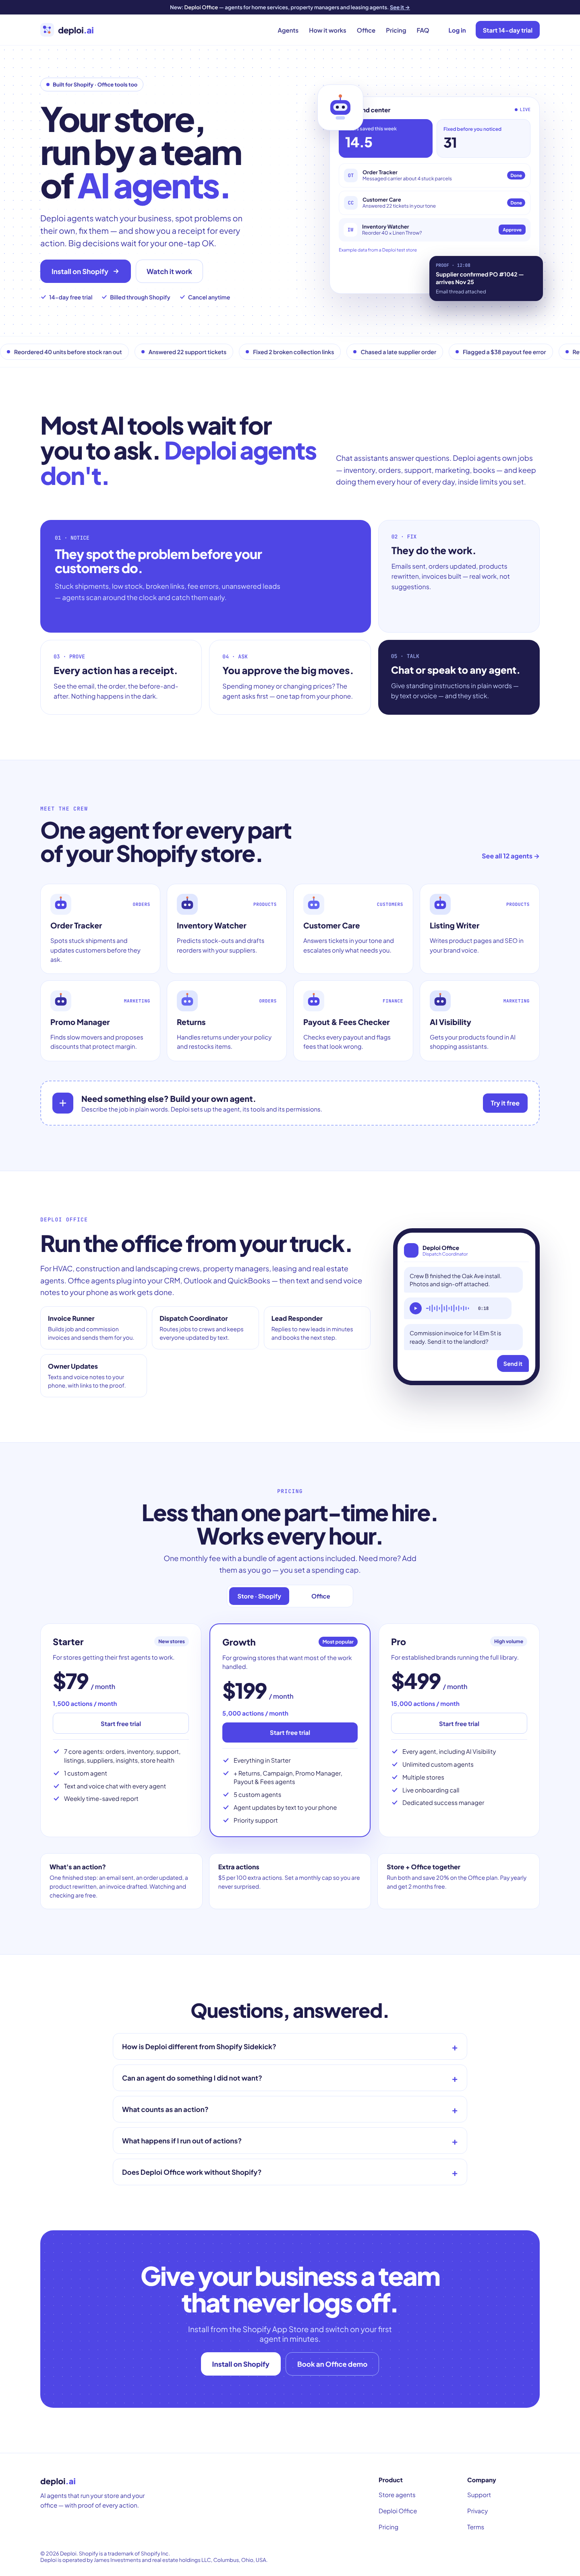 New: Deploi Office — agents for home services, property managers and leasing agents. See it →
deploi.ai
Agents
How it works
Office
Pricing
FAQ
Log in
Start 14-day trial
Built for Shopify · Office tools too
Your store,
run by a team
of AI agents.
Deploi agents watch your business, spot problems on
their own, fix them — and show you a receipt for every
action. Big decisions wait for your one-tap OK.
Install on Shopify →
Watch it work
14-day free trial
Billed through Shopify
Cancel anytime
center
LIVE
saved this week
14.5
Fixed before you noticed
31
OT
Order Tracker
Messaged carrier about 4 stuck parcels
Done
CC
Customer Care
Answered 22 tickets in your tone
Done
IW
Inventory Watcher
Reorder 40 × Linen Throw?
Approve
Example data from a Deploi test store
PROOF · 12:08
Supplier confirmed PO #1042 —
arrives Nov 25
Email thread attached
Reordered 40 units before stock ran out
Answered 22 support tickets
Fixed 2 broken collection links
Chased a late supplier order
Flagged a $38 payout fee error
Re
Most AI tools wait for
you to ask. Deploi agents
don't.
Chat assistants answer questions. Deploi agents own jobs
— inventory, orders, support, marketing, books — and keep
doing them every hour of every day, inside limits you set.
01 · NOTICE
They spot the problem before your
customers do.
Stuck shipments, low stock, broken links, fee errors, unanswered leads
— agents scan around the clock and catch them early.
02 · FIX
They do the work.
Emails sent, orders updated, products
rewritten, invoices built — real work, not
suggestions.
03 · PROVE
Every action has a receipt.
See the email, the order, the before-and-
after. Nothing happens in the dark.
04 · ASK
You approve the big moves.
Spending money or changing prices? The
agent asks first — one tap from your phone.
05 · TALK
Chat or speak to any agent.
Give standing instructions in plain words —
by text or voice — and they stick.
MEET THE CREW
One agent for every part
of your Shopify store.
See all 12 agents →
ORDERS
Order Tracker
Spots stuck shipments and
updates customers before they
ask.
PRODUCTS
Inventory Watcher
Predicts stock-outs and drafts
reorders with your suppliers.
CUSTOMERS
Customer Care
Answers tickets in your tone and
escalates only what needs you.
PRODUCTS
Listing Writer
Writes product pages and SEO in
your brand voice.
MARKETING
Promo Manager
Finds slow movers and proposes
discounts that protect margin.
ORDERS
Returns
Handles returns under your policy
and restocks items.
FINANCE
Payout & Fees Checker
Checks every payout and flags
fees that look wrong.
MARKETING
AI Visibility
Gets your products found in AI
shopping assistants.
+
Need something else? Build your own agent.
Describe the job in plain words. Deploi sets up the agent, its tools and its permissions.
Try it free
DEPLOI OFFICE
Run the office from your truck.
For HVAC, construction and landscaping crews, property managers, leasing and real estate
agents. Office agents plug into your CRM, Outlook and QuickBooks — then text and send voice
notes to your phone as work gets done.
Invoice Runner
Builds job and commission
invoices and sends them for you.
Dispatch Coordinator
Routes jobs to crews and keeps
everyone updated by text.
Lead Responder
Replies to new leads in minutes
and books the next step.
Owner Updates
Texts and voice notes to your
phone, with links to the proof.
Deploi Office
Dispatch Coordinator
Crew B finished the Oak Ave install.
Photos and sign-off attached.
0:18
Commission invoice for 14 Elm St is
ready. Send it to the landlord?
Send it
PRICING
Less than one part-time hire.
Works every hour.
One monthly fee with a bundle of agent actions included. Need more? Add
them as you go — you set a spending cap.
Store · Shopify
Office
Starter
New stores
For stores getting their first agents to work.
$79 / month
1,500 actions / month
Start free trial
7 core agents: orders, inventory, support,
listings, suppliers, insights, store health
1 custom agent
Text and voice chat with every agent
Weekly time-saved report
Growth
Most popular
For growing stores that want most of the work
handled.
$199 / month
5,000 actions / month
Start free trial
Everything in Starter
+ Returns, Campaign, Promo Manager,
Payout & Fees agents
5 custom agents
Agent updates by text to your phone
Priority support
Pro
High volume
For established brands running the full library.
$499 / month
15,000 actions / month
Start free trial
Every agent, including AI Visibility
Unlimited custom agents
Multiple stores
Live onboarding call
Dedicated success manager
What's an action?
One finished step: an email sent, an order updated, a
product rewritten, an invoice drafted. Watching and
checking are free.
Extra actions
$5 per 100 extra actions. Set a monthly cap so you are
never surprised.
Store + Office together
Run both and save 20% on the Office plan. Pay yearly
and get 2 months free.
Questions, answered.
How is Deploi different from Shopify Sidekick?
+
Can an agent do something I did not want?
+
What counts as an action?
+
What happens if I run out of actions?
+
Does Deploi Office work without Shopify?
+
Give your business a team
that never logs off.
Install from the Shopify App Store and switch on your first
agent in minutes.
Install on Shopify
Book an Office demo
deploi.ai
AI agents that run your store and your
office — with proof of every action.
Product
Store agents
Deploi Office
Pricing
Company
Support
Privacy
Terms
© 2026 Deploi. Shopify is a trademark of Shopify Inc.
Deploi is operated by James Investments and real estate holdings LLC, Columbus, Ohio, USA.